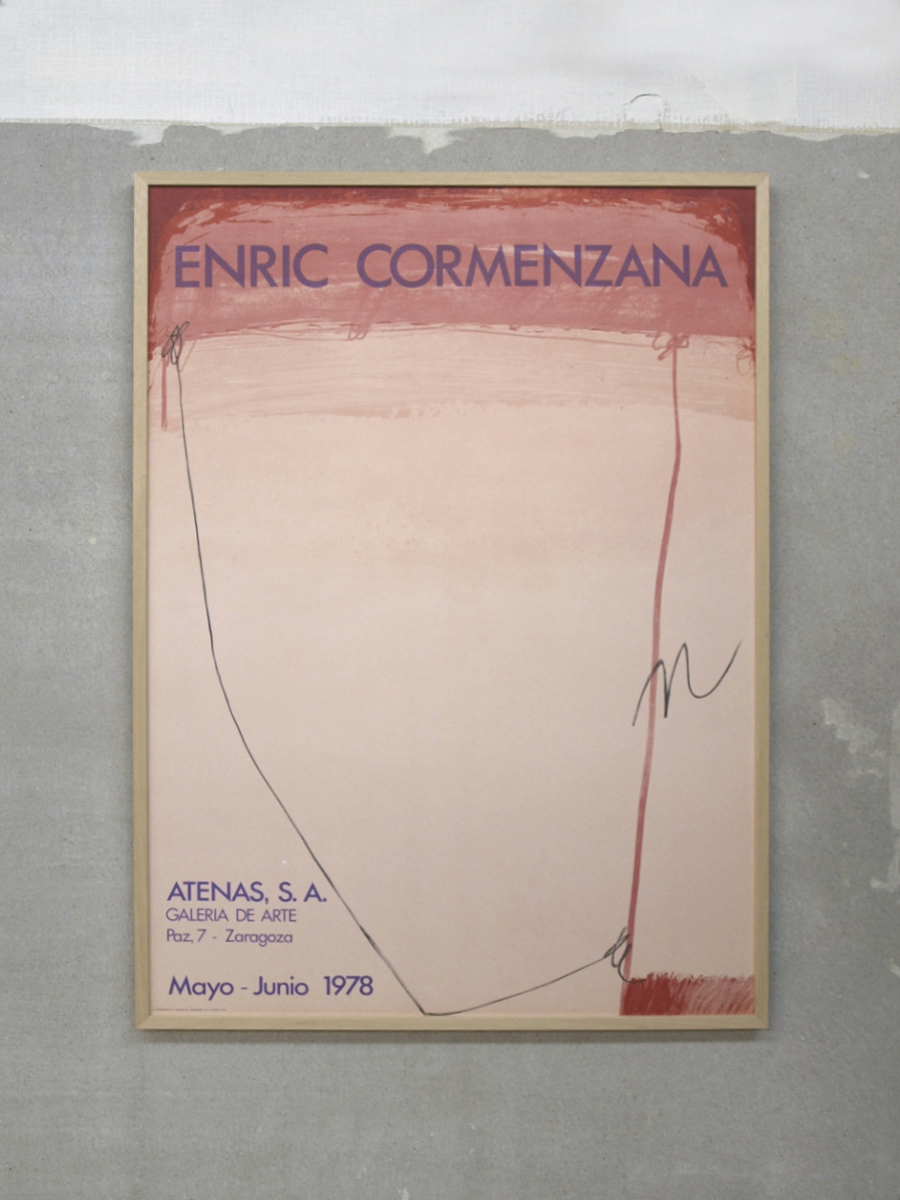 ENRIC CORMENZANA
ATENAS, S. A.
GALERIA DE ARTE
Paz, 7 - Zaragoza
Mayo - Junio 1978